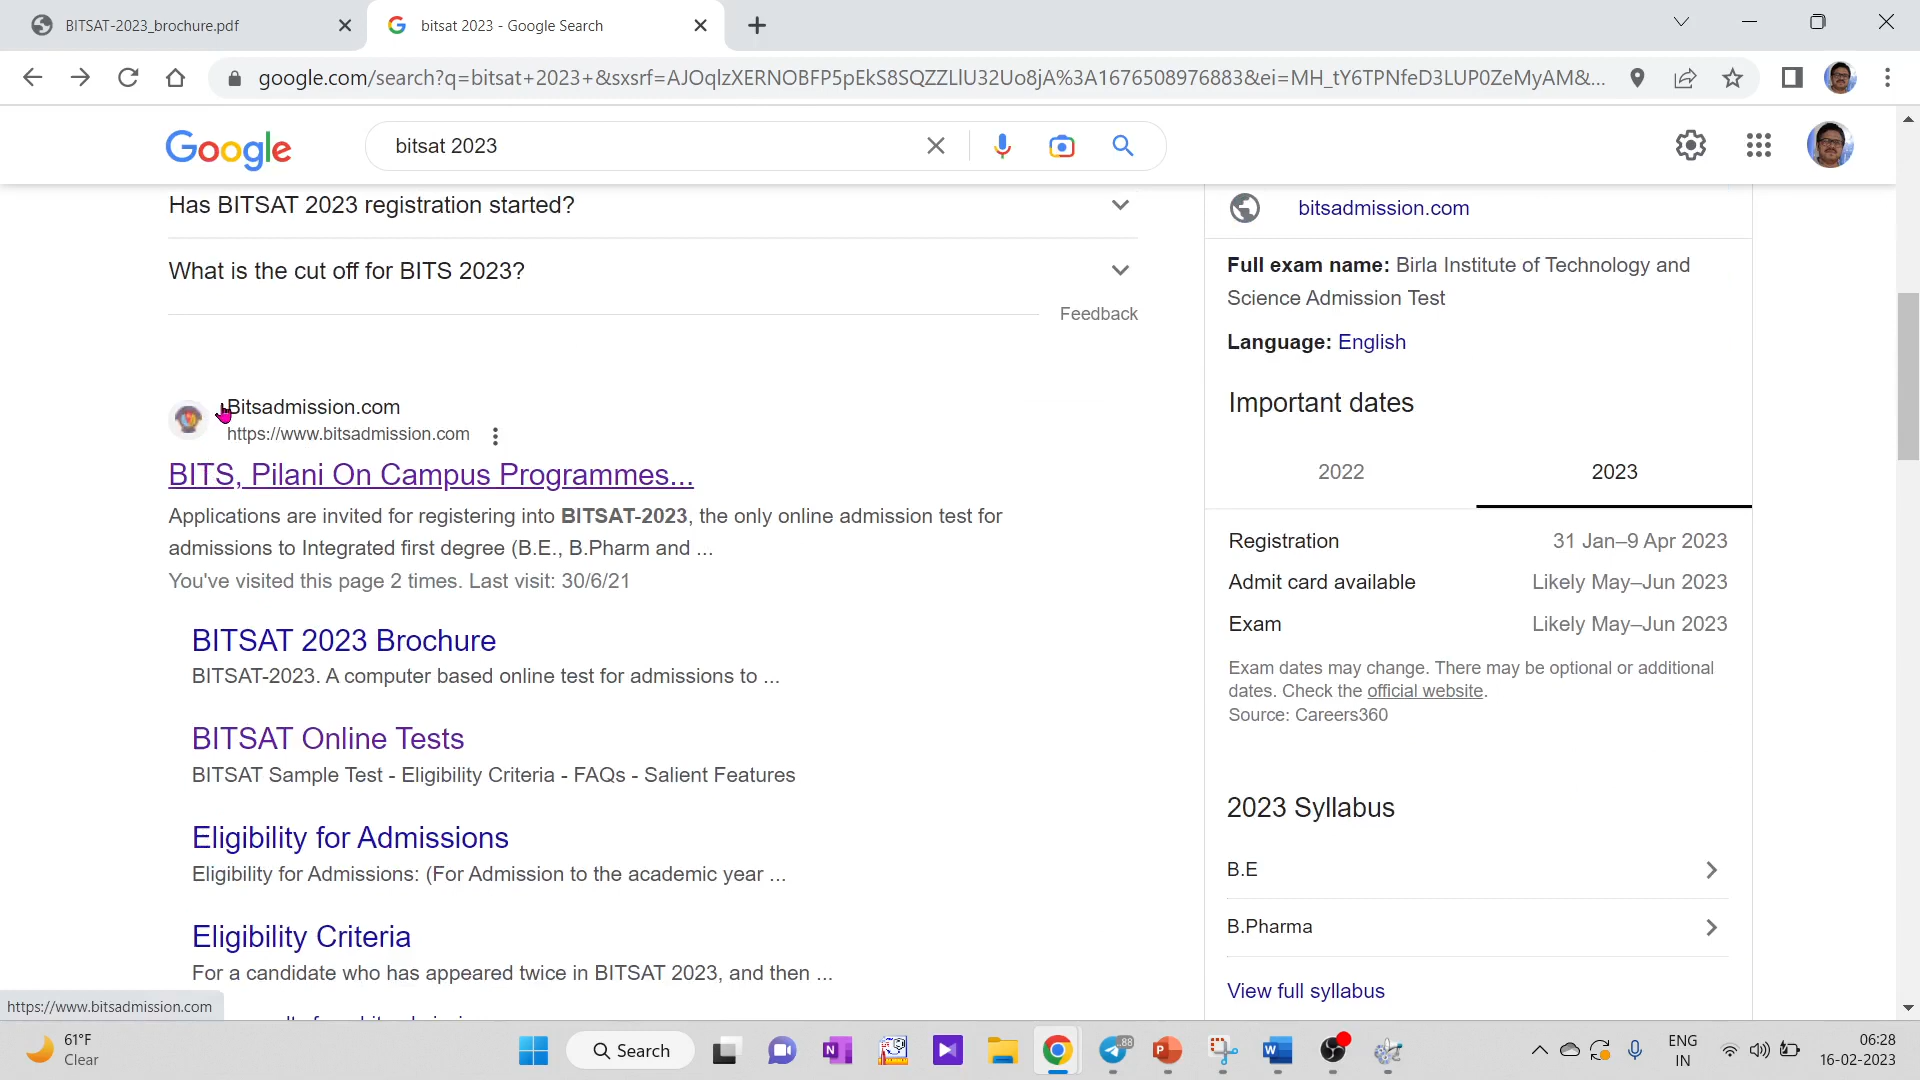 BITSAT-2023_brochure.pdf
bitsat 2023 - Google Search
google.com/search?q=bitsat+2023+&sxsrf=AJOqlzXERNOBFP5pEkS8SQZZLlU32Uo8jA%3A1676508976883&ei=MH_tY6TPNfeD3LUP0ZeMyAM&...
Google
bitsat 2023
Has BITSAT 2023 registration started?
What is the cut off for BITS 2023?
Feedback
Bitsadmission.com
https://www.bitsadmission.com
BITS, Pilani On Campus Programmes...
Applications are invited for registering into BITSAT-2023, the only online admission test for
admissions to Integrated first degree (B.E., B.Pharm and ...
You've visited this page 2 times. Last visit: 30/6/21
BITSAT 2023 Brochure
BITSAT-2023. A computer based online test for admissions to ...
BITSAT Online Tests
BITSAT Sample Test - Eligibility Criteria - FAQs - Salient Features
Eligibility for Admissions
Eligibility for Admissions: (For Admission to the academic year ...
Eligibility Criteria
For a candidate who has appeared twice in BITSAT 2023, and then ...
bitsadmission.com
Full exam name: Birla Institute of Technology and
Science Admission Test
Language: English
Important dates
2022
2023
Registration
31 Jan–9 Apr 2023
Admit card available
Likely May–Jun 2023
Exam
Likely May–Jun 2023
Exam dates may change. There may be optional or additional
dates. Check the official website.
Source: Careers360
2023 Syllabus
B.E
B.Pharma
View full syllabus
https://www.bitsadmission.com
61°F
Clear
Search
88
ENG
IN
06:28
16-02-2023